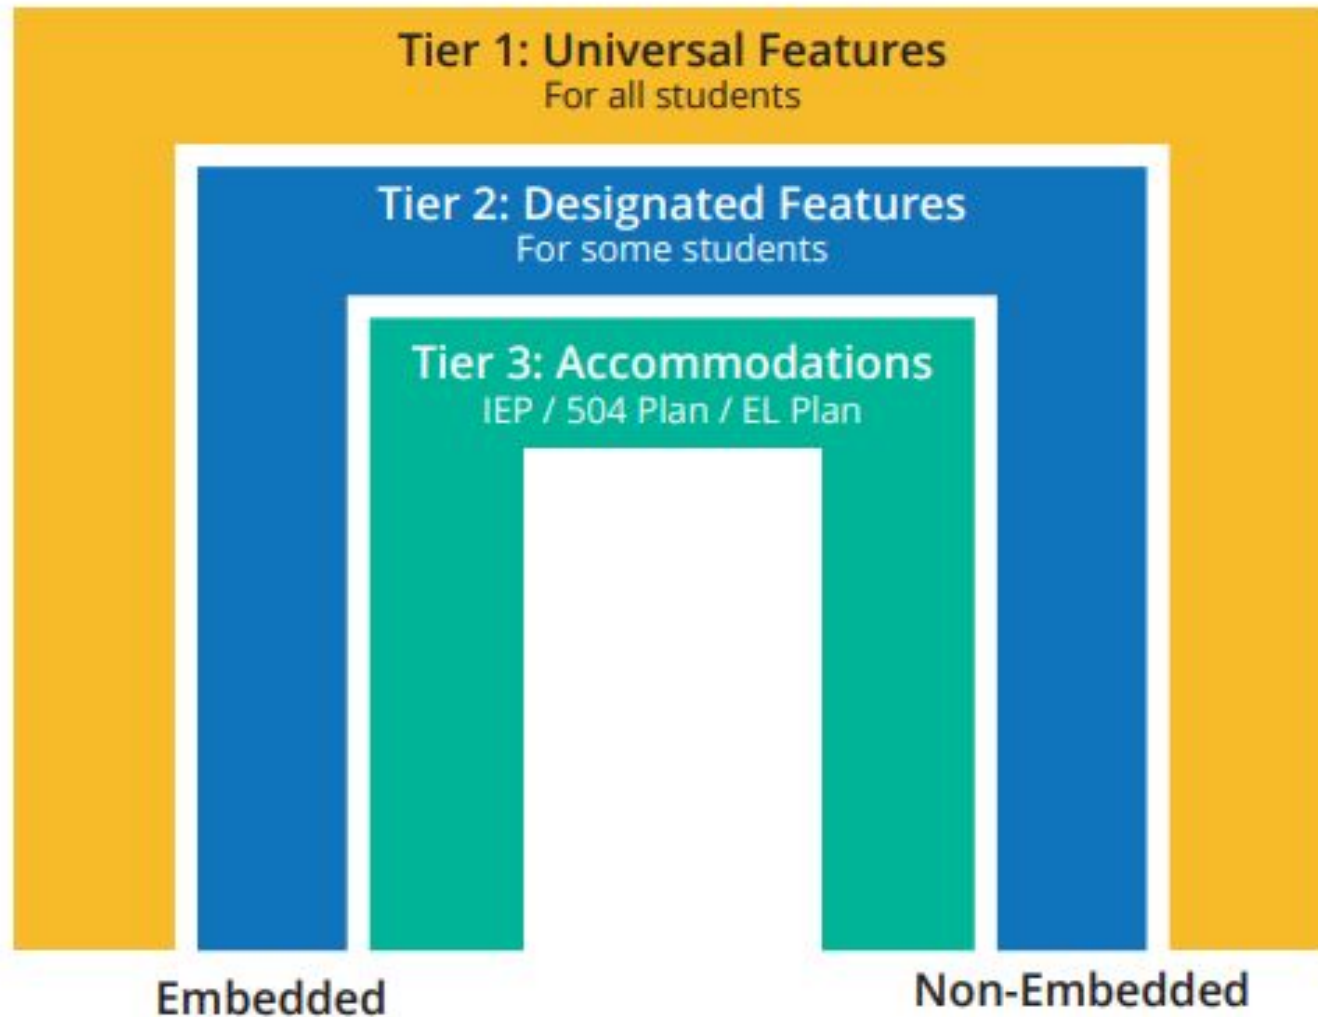 Tier 1: Universal Features
For all students
Tier 2: Designated Features
For some students
Tier 3: Accommodations
IEP / 504 Plan / EL Plan
Embedded
Non-Embedded